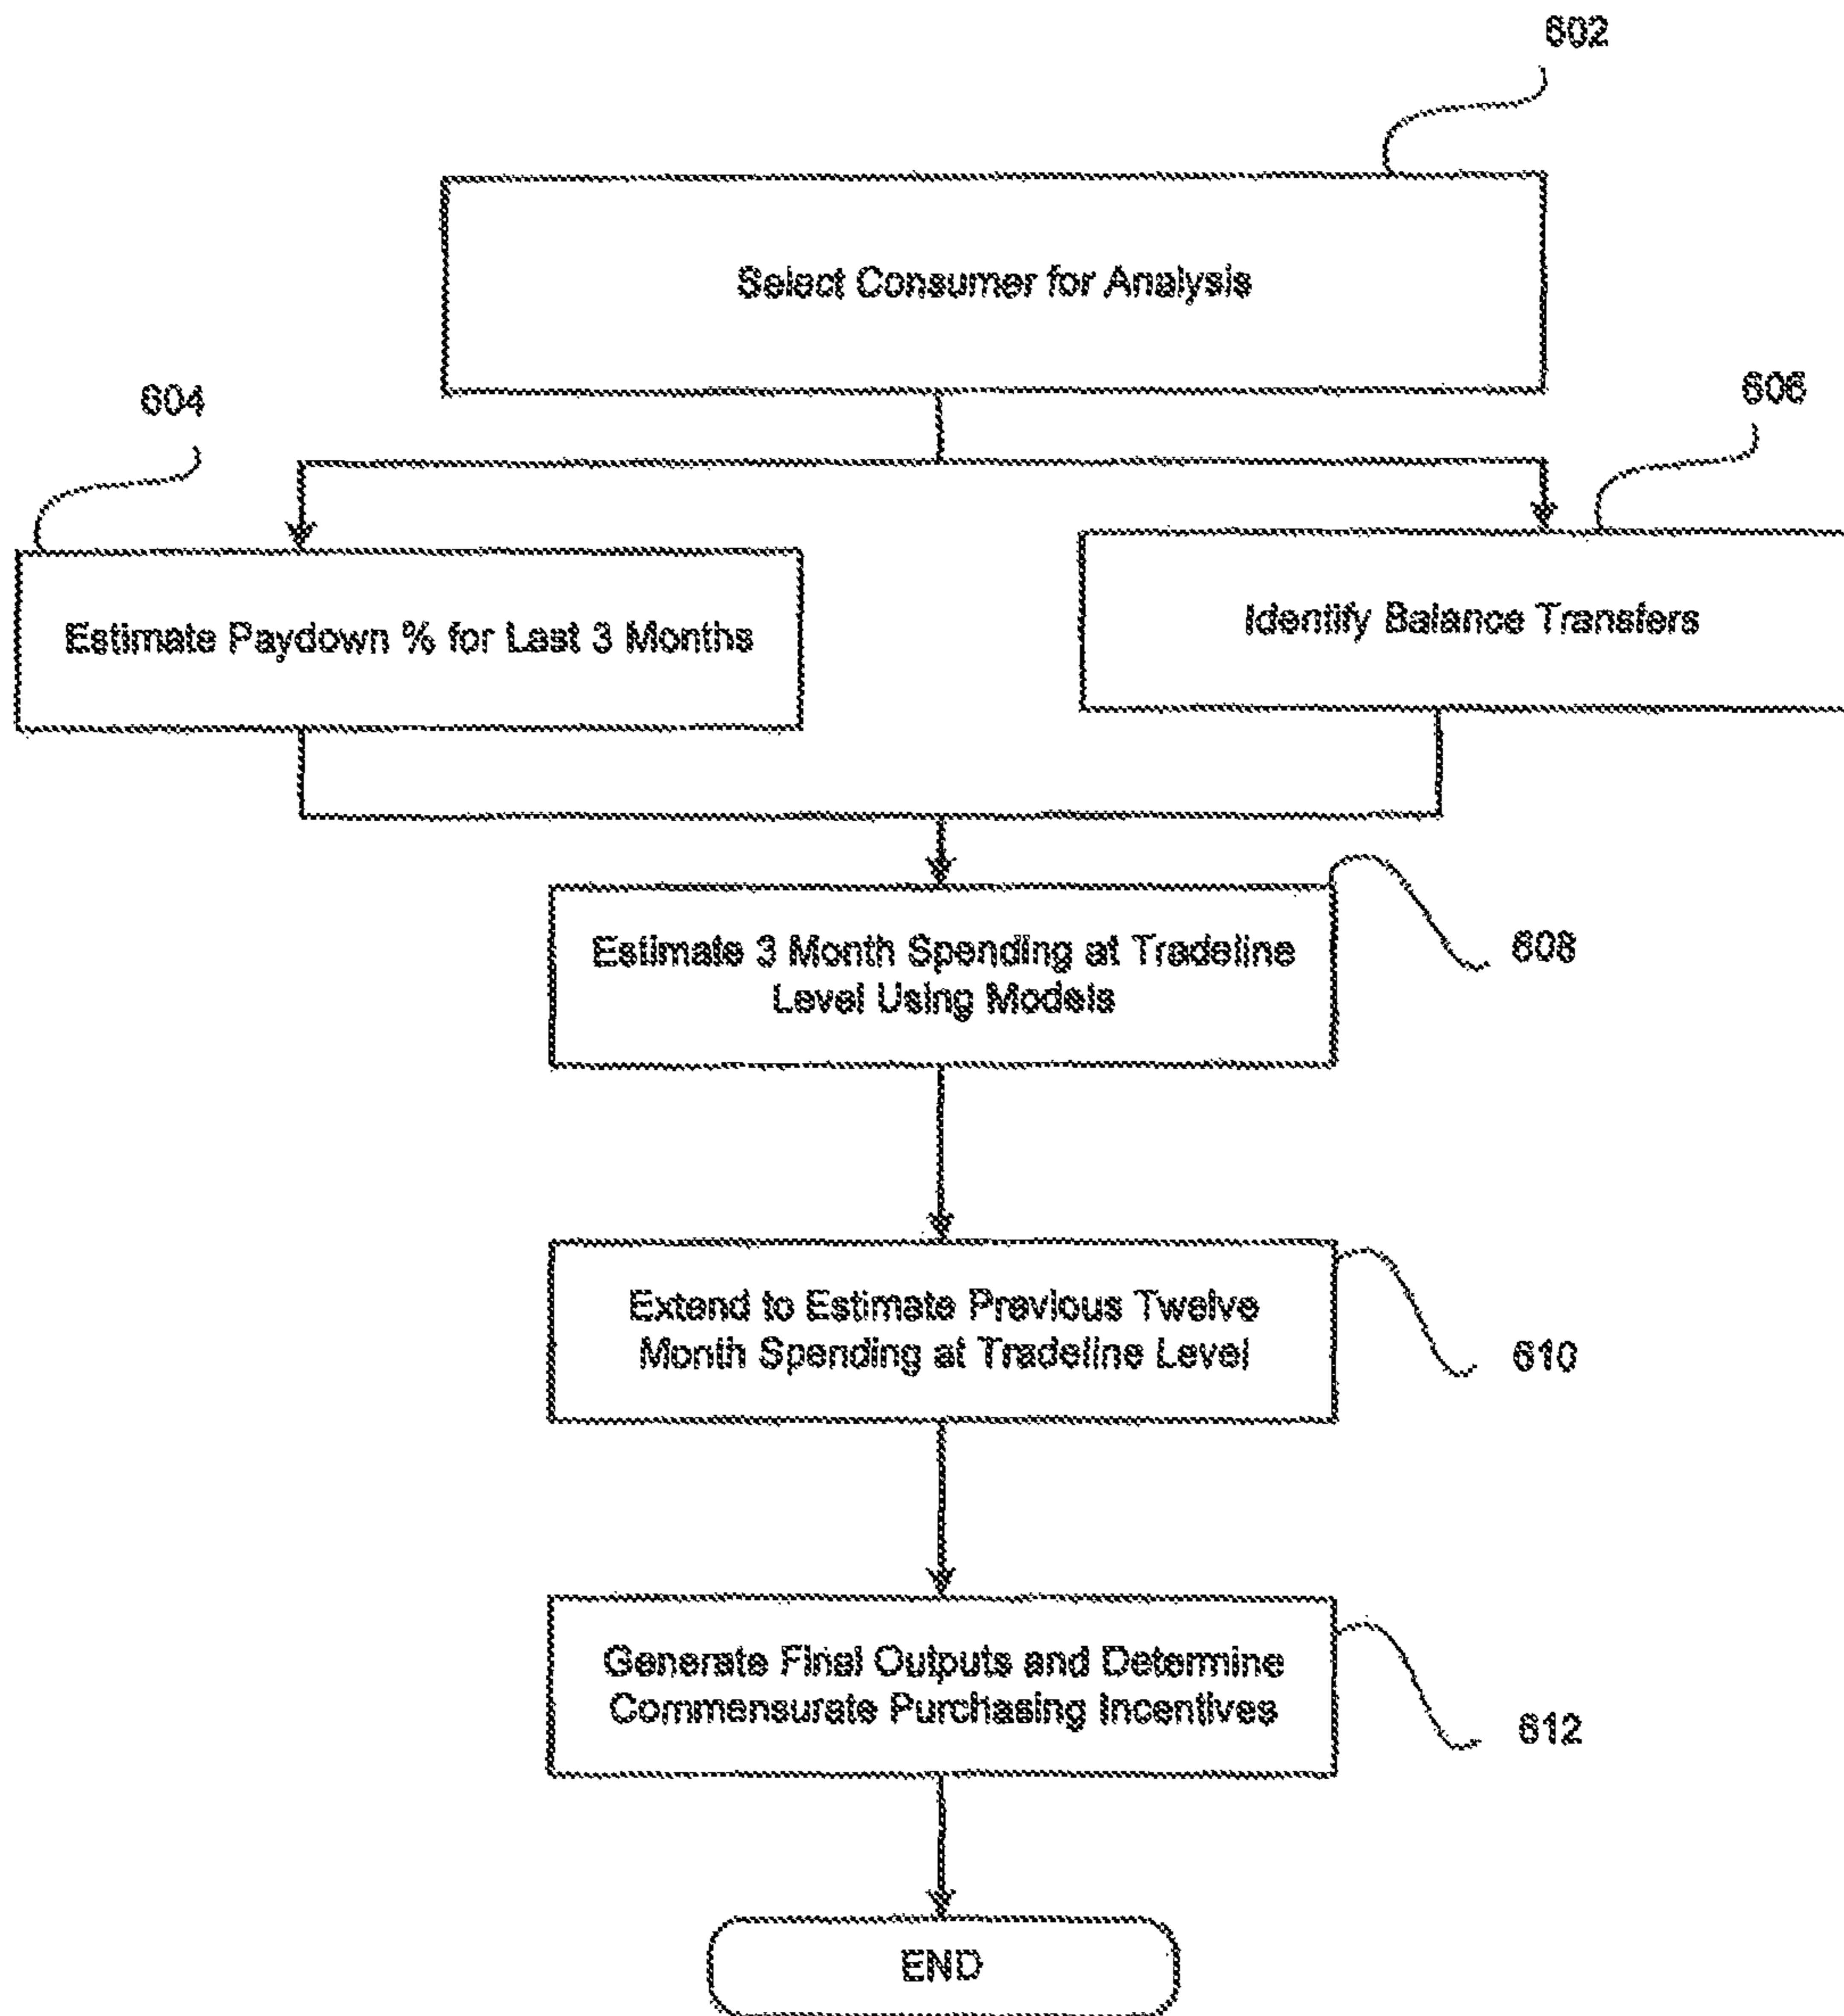 602
Select Consumer for Analysis
604
606
Estimate Paydown % for Last 3 Months
Identify Balance Transfers
Estimate 3 Month Spending at Tradeline
Level Using Models
608
Extend to Estimate Previous Twelve
Month Spending at Tradeline Level
610
Generate Final Outputs and Determine
Commensurate Purchasing Incentives
612
END